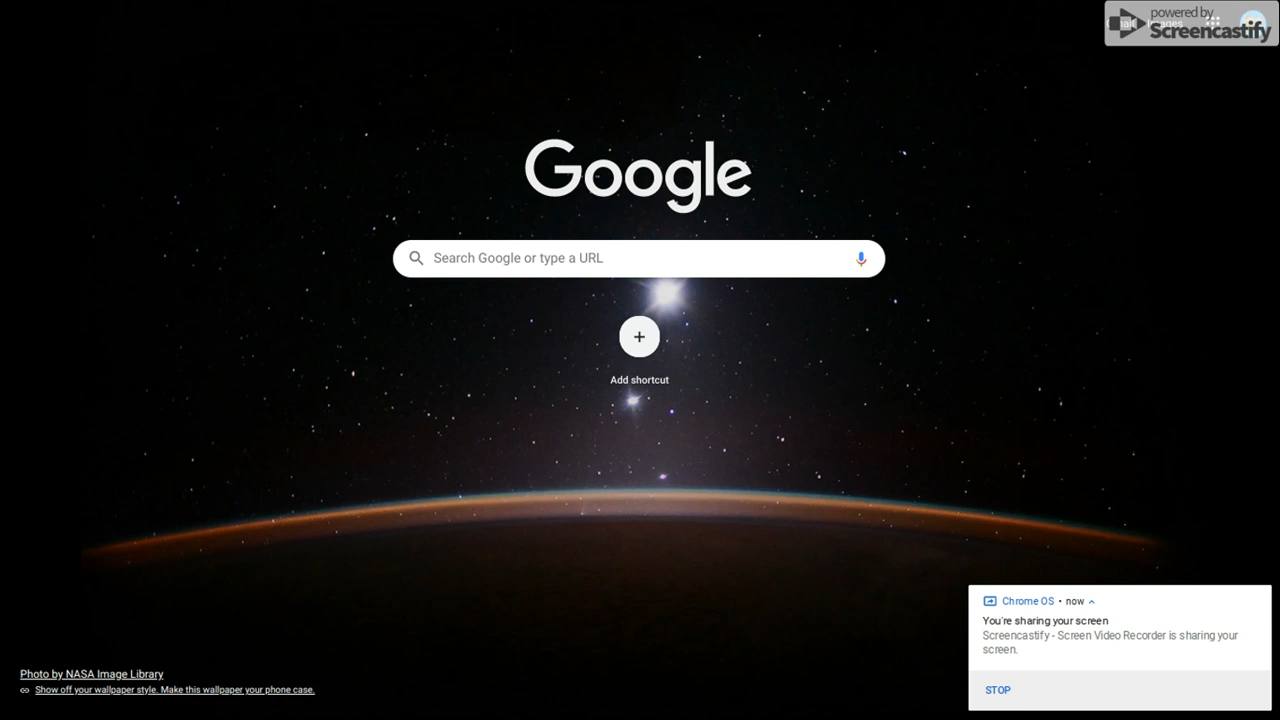 powered by
Screencastify
Google
Search Google or type a URL
Add shortcut
Chrome OS • now
You're sharing your screen
Screencastify - Screen Video Recorder is sharing your
screen.
STOP
Photo by NASA Image Library
Show off your wallpaper style. Make this wallpaper your phone case.